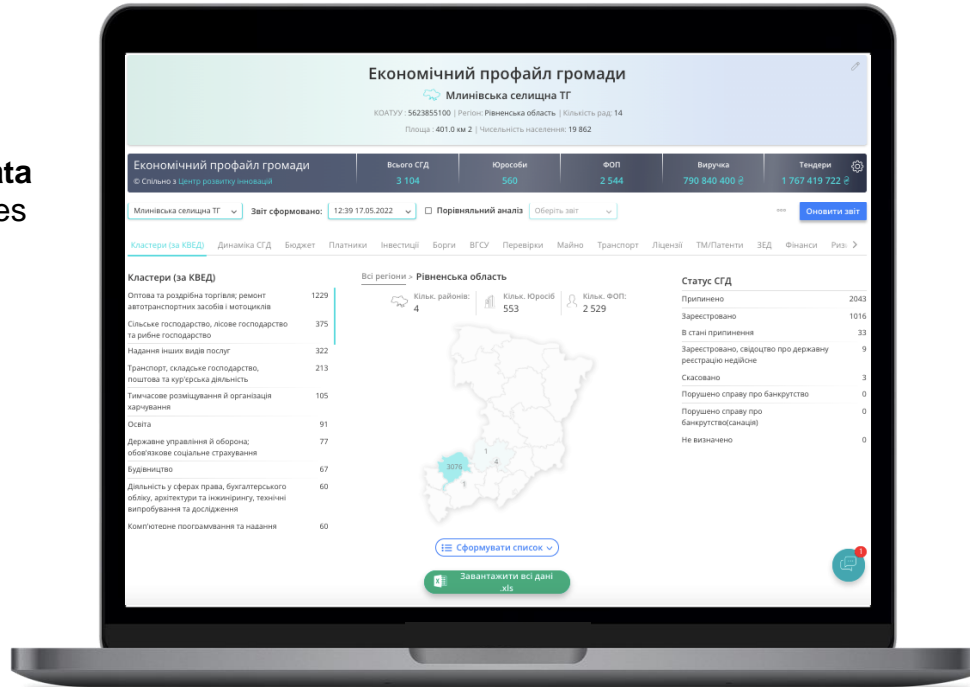 ata
es
Економічний профайл громади
Млинівська селищна ТГ
КОАТУУ : 5623855100 | Регіон: Рівненська область | Кількість рад: 14
Площа : 401.0 км 2 | Чисельність населення: 19 862
Економічний профайл громади
© Спільно з Центр розвитку інновацій
Всього СГД
3 104
Юрособи
560
ФОП
2 544
Виручка
790 840 400 ₴
Тендери
1 767 419 722 ₴
Млинівська селищна ТГ
Звіт сформовано: 12:39 17.05.2022
Порівняльний аналіз Оберіть звіт
Оновити звіт
Кластери (за КВЕД) Динаміка СГД Бюджет Платники Інвестиції Борги ВГСУ Перевірки Майно Транспорт Ліцензії ТМ/Патенти ЗЕД Фінанси Риз
Кластери (за КВЕД)
Оптова та роздрібна торгівля; ремонт 1229
автотранспортних засобів і мотоциклів
Сільське господарство, лісове господарство 375
та рибне господарство
Надання інших видів послуг 322
Транспорт, складське господарство, 213
поштова та кур'єрська діяльність
Тимчасове розміщування й організація 105
харчування
Освіта 91
Державне управління й оборона; 77
обов'язкове соціальне страхування
Будівництво 67
Діяльність у сферах права, бухгалтерського 60
обліку, архітектури та інжинірингу, технічні
випробування та дослідження
Комп'ютерне програмування та надання 60
Всі регіони > Рівненська область
Кільк. районів:
4
Кільк. Юросіб
553
Кільк. ФОП:
2 529
1
4
3076
1
Сформувати список
Завантажити всі дані
.xls
Статус СГД
Припинено 2043
Зареєстровано 1016
В стані припинення 33
Зареєстровано, свідоцтво про державну 9
реєстрацію недійсне
Скасовано 3
Порушено справу про банкрутство 0
Порушено справу про 0
банкрутство(санація)
Не визначено 0
1